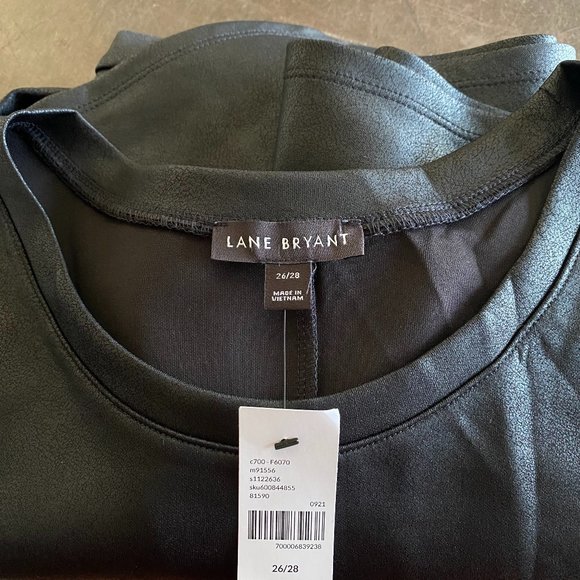 LANE BRYANT
26/28
MADE IN
VIETNAM
c700 - F6070
m91556
s1122636
sku600844855
81590
0921
700006839238
26/28